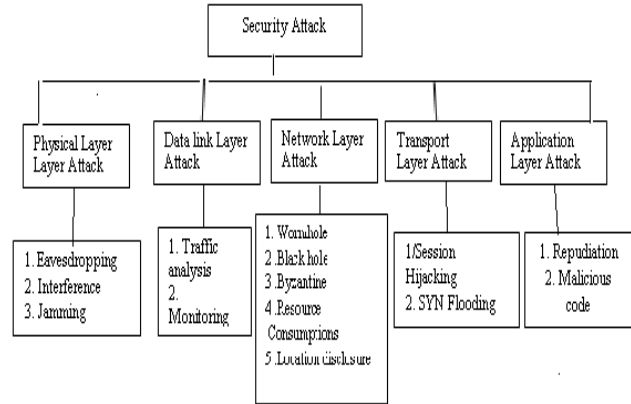 Security Attack
Physical Layer
Layer Attack
Data link Layer
Attack
Network Layer
Attack
Transport
Layer Attack
Application
Layer Attack
1. Eavesdropping
2. Interference
3. Jamming
1. Traffic
analysis
2.
Monitoring
1. Wormhole
2 .Black hole
3 .Byzantine
4 .Resource
Consumptions
5 .Location disclosure
1/Session
Hijacking
2. SYN Flooding
1. Repudiation
2. Malicious
code